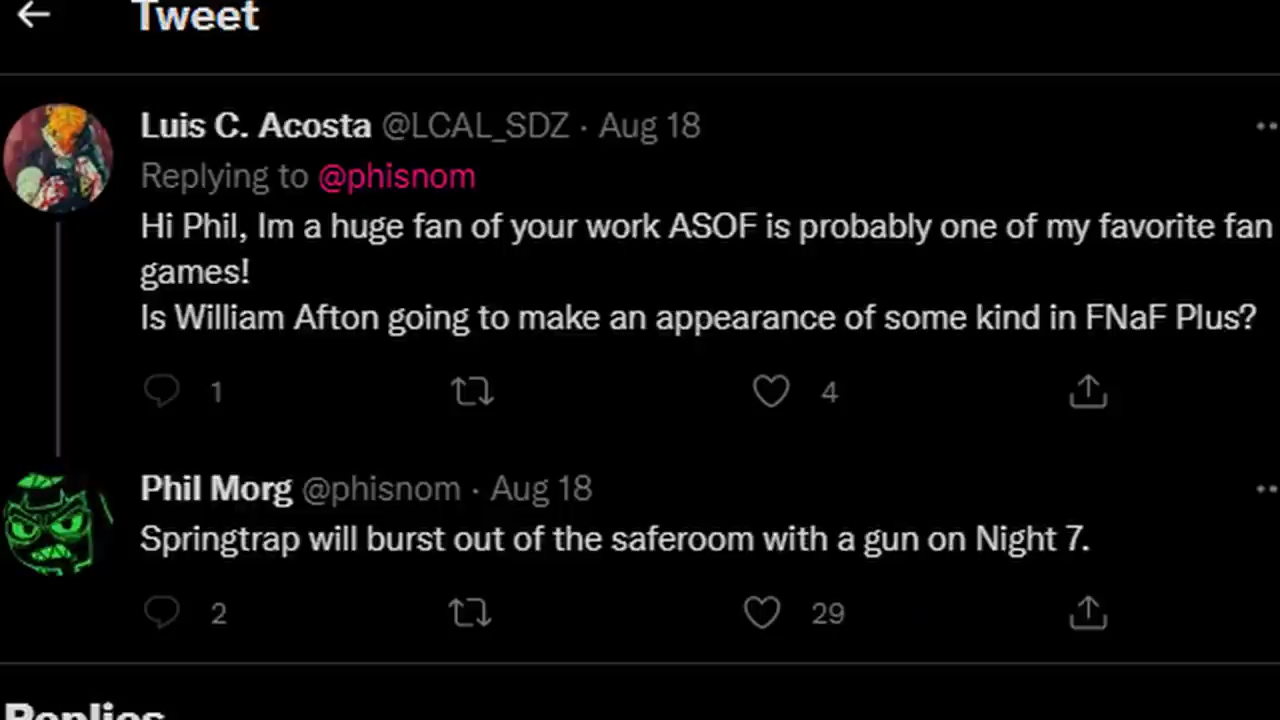 Tweet
Luis C. Acosta @LCAL_SDZ · Aug 18
Replying to @phisnom
Hi Phil, Im a huge fan of your work ASOF is probably one of my favorite fan
games!
Is William Afton going to make an appearance of some kind in FNaF Plus?
1 4
Phil Morg @phisnom · Aug 18
Springtrap will burst out of the saferoom with a gun on Night 7.
2 29
Replies